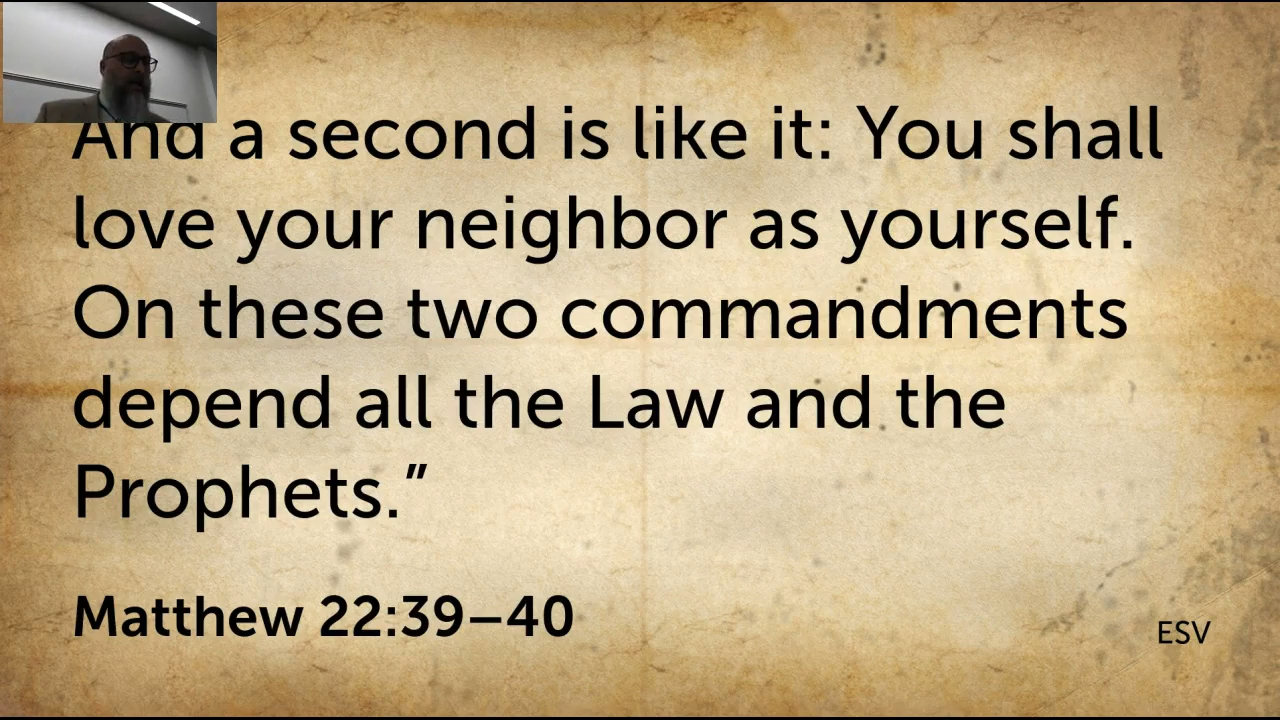 And a second is like it: You shall
love your neighbor as yourself.
On these two commandments
depend all the Law and the
Prophets.”
Matthew 22:39–40
ESV